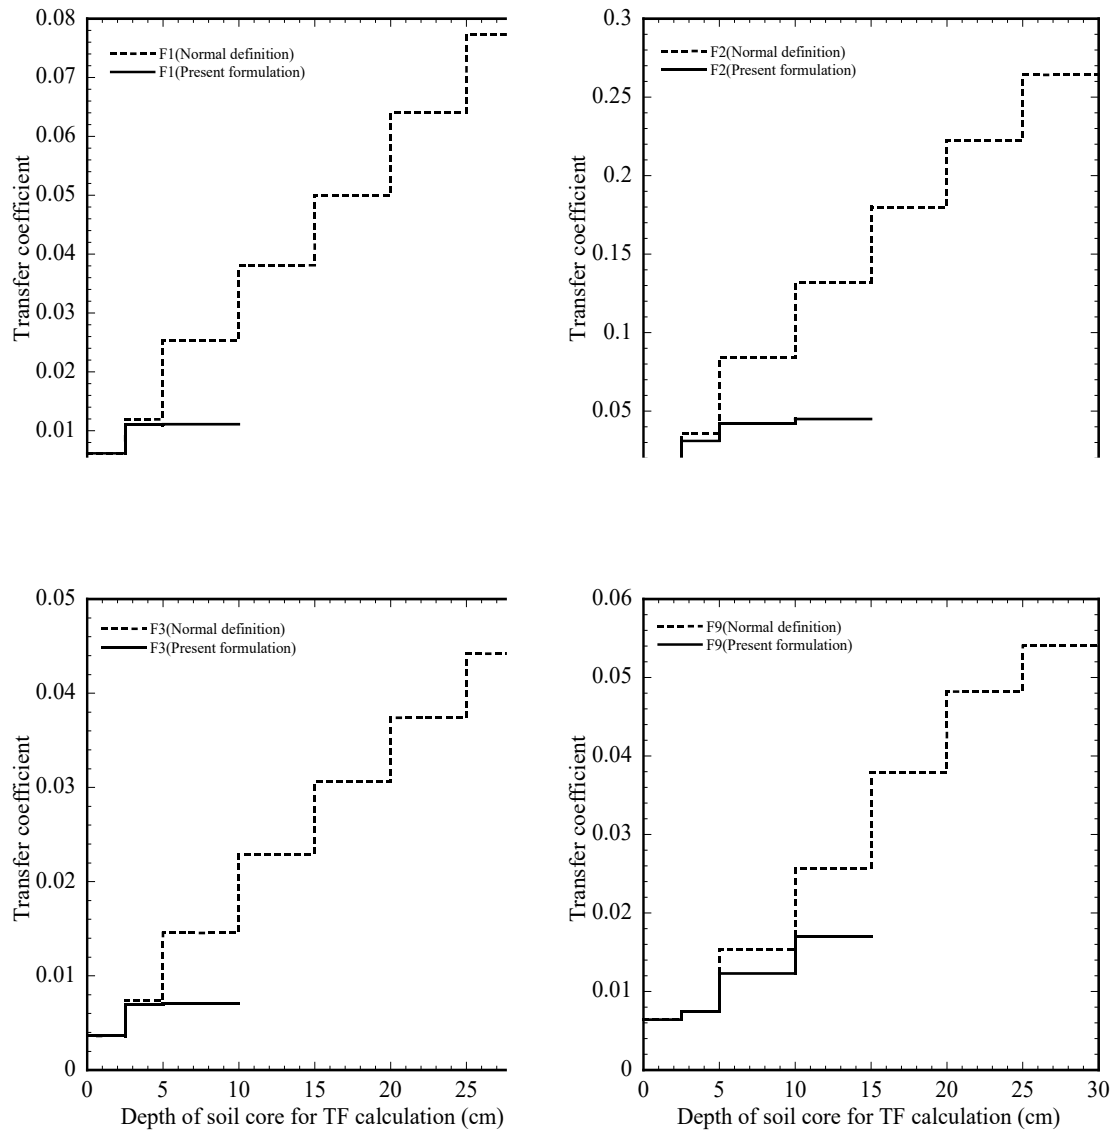 0.08
0.07
0.06
0.05
0.04
0.03
0.02
0.01
Transfer coefficient
F1(Normal definition)
F1(Present formulation)
0.3
0.25
0.2
0.15
0.1
0.05
Transfer coefficient
F2(Normal definition)
F2(Present formulation)
0.05
0.04
0.03
0.02
0.01
0
Transfer coefficient
F3(Normal definition)
F3(Present formulation)
0 5 10 15 20 25
Depth of soil core for TF calculation (cm)
0.06
0.05
0.04
0.03
0.02
0.01
0
Transfer coefficient
F9(Normal definition)
F9(Present formulation)
0 5 10 15 20 25 30
Depth of soil core for TF calculation (cm)